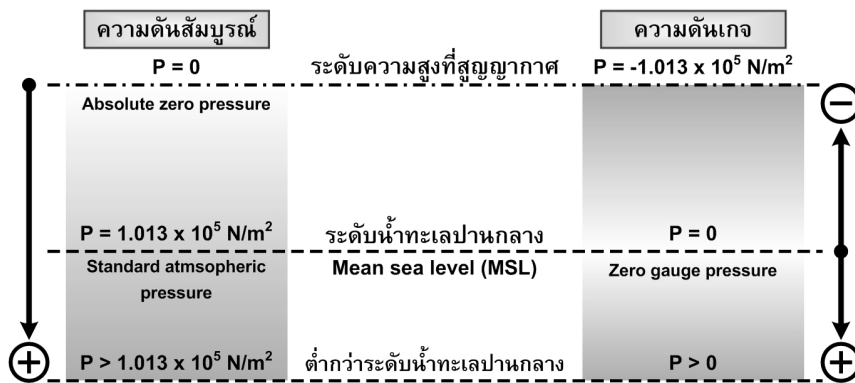 ความดันสัมบูรณ์
ความดันเกจ
P = 0
ระดับความสูงที่สูญญากาศ
P = -1.013 x 10⁵ N/m²
Absolute zero pressure
−
P = 1.013 x 10⁵ N/m²
ระดับน้ำทะเลปานกลาง
P = 0
Standard atmsopheric
pressure
Mean sea level (MSL)
Zero gauge pressure
+
P > 1.013 x 10⁵ N/m²
ต่ำกว่าระดับน้ำทะเลปานกลาง
P > 0
+